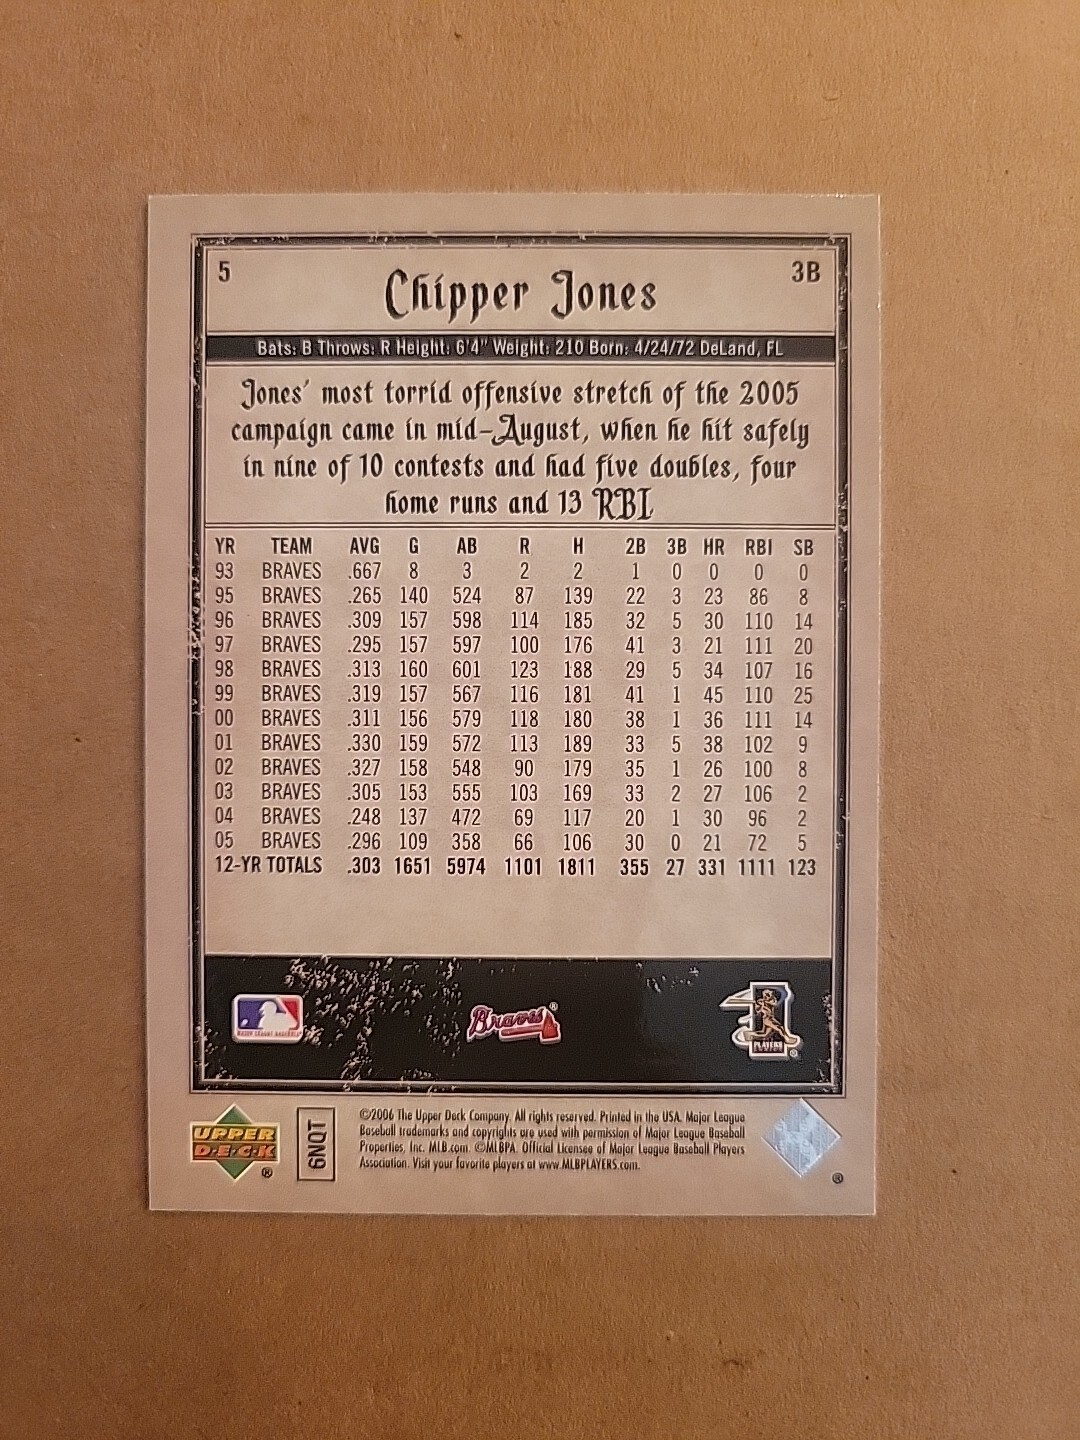 5 Chipper Jones 3B
Bats: B Throws: R Height: 6'4" Weight: 210 Born: 4/24/72 DeLand, FL
Jones' most torrid offensive stretch of the 2005
campaign came in mid-August, when he hit safely
in nine of 10 contests and had five doubles, four
home runs and 13 RBI.
YR TEAM AVG G AB R H 2B 3B HR RBI SB
93 BRAVES .667 8 3 2 2 1 0 0 0 0
95 BRAVES .265 140 524 87 139 22 3 23 86 8
96 BRAVES .309 157 598 114 185 32 5 30 110 14
97 BRAVES .295 157 597 100 176 41 3 21 111 20
98 BRAVES .313 160 601 123 188 29 5 34 107 16
99 BRAVES .319 157 567 116 181 41 1 45 110 25
00 BRAVES .311 156 579 118 180 38 1 36 111 14
01 BRAVES .330 159 572 113 189 33 5 38 102 9
02 BRAVES .327 158 548 90 179 35 1 26 100 8
03 BRAVES .305 153 555 103 169 33 2 27 106 2
04 BRAVES .248 137 472 69 117 20 1 30 96 2
05 BRAVES .296 109 358 66 106 30 0 21 72 5
12-YR TOTALS .303 1651 5974 1101 1811 355 27 331 1111 123
MAJOR LEAGUE BASEBALL
Braves®
PLAYERS
CHOICE
®
UPPER
D·E·C·K
®
6NQT
©2006 The Upper Deck Company. All rights reserved. Printed in the USA. Major League
Baseball trademarks and copyrights are used with permission of Major League Baseball
Properties, Inc. MLB.com. ©MLBPA. Official Licensee of Major League Baseball Players
Association. Visit your favorite players at www.MLBPLAYERS.com.
®